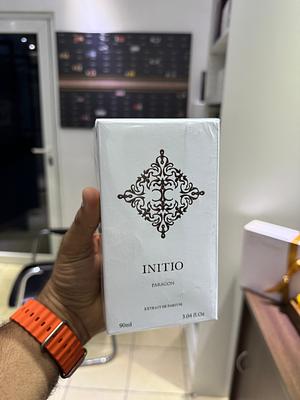 INITIO
PARAGON
EXTRAIT DE PARFUM
90ml 3.04 fl.Oz